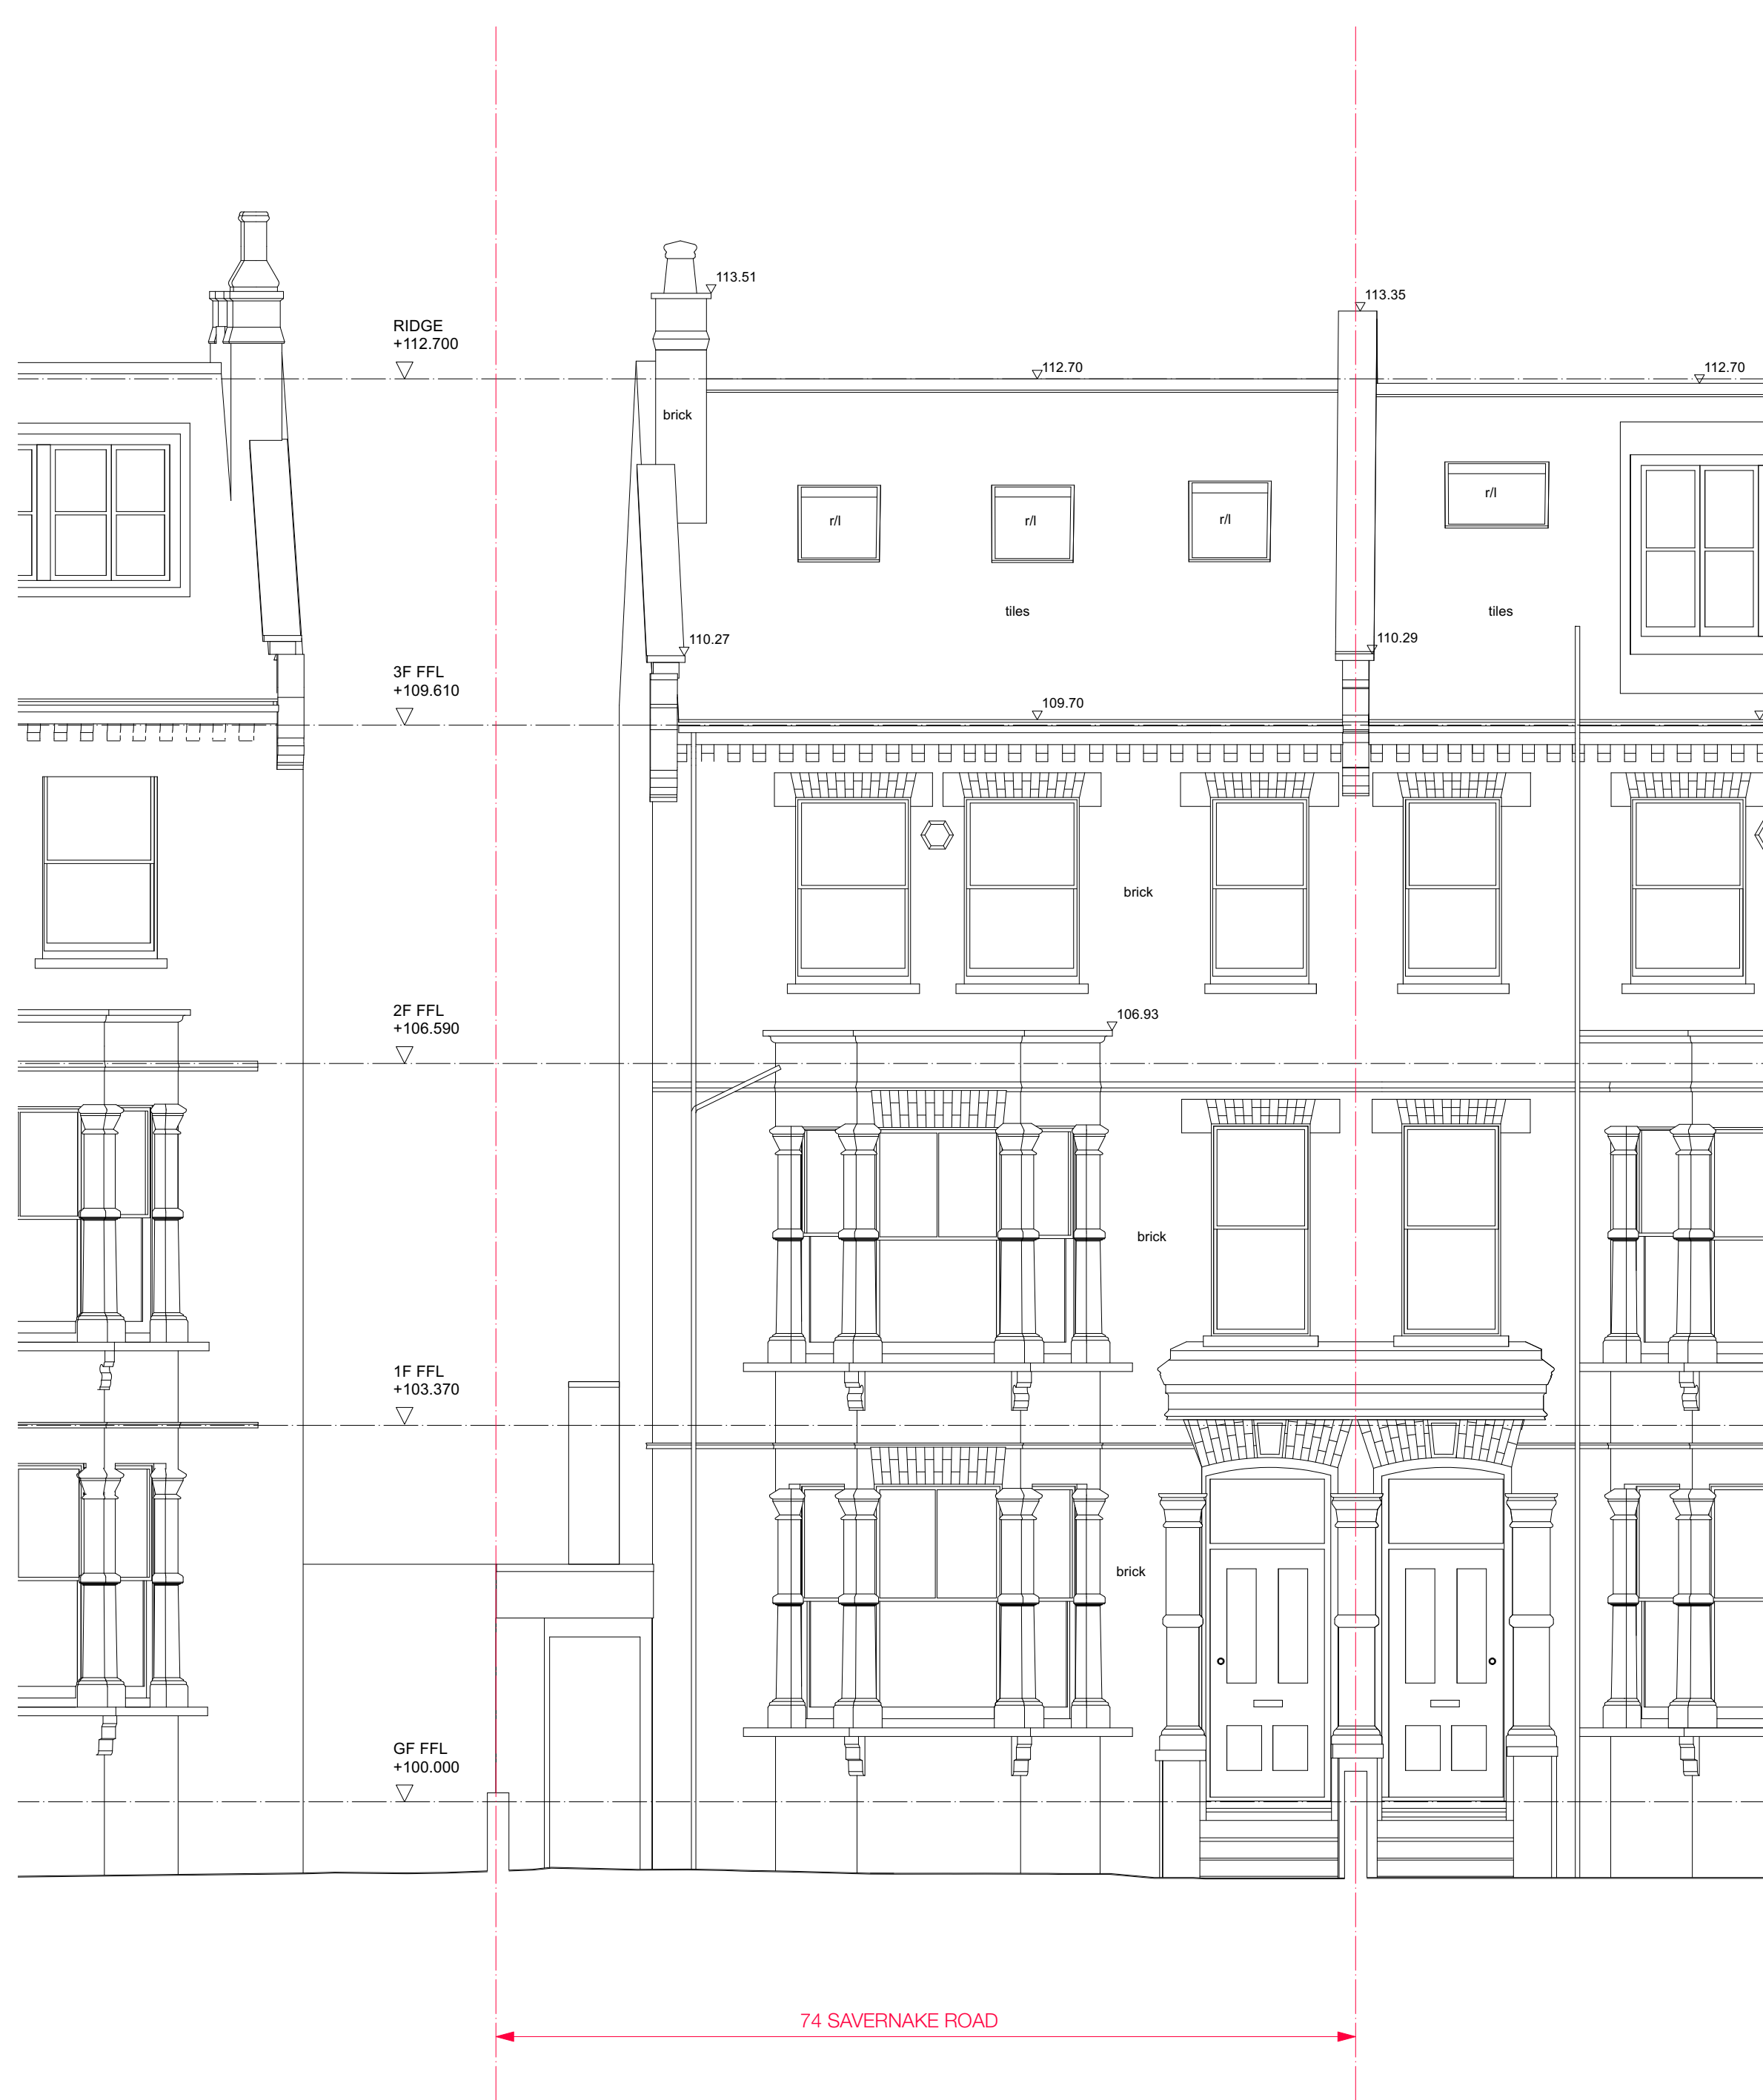 113.51
113.35
RIDGE
+112.700
112.70
112.70
brick
r/l
r/l
r/l
r/l
tiles
tiles
110.27
110.29
3F FFL
+109.610
109.70
brick
2F FFL
+106.590
106.93
brick
1F FFL
+103.370
brick
GF FFL
+100.000
74 SAVERNAKE ROAD